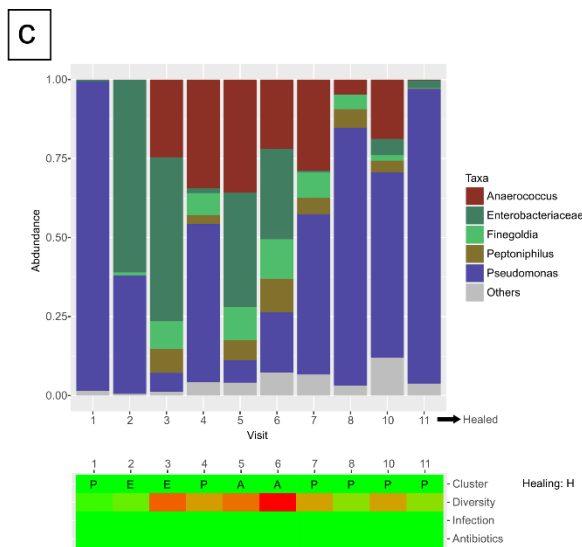 C
Abdundance
1.00
0.75
0.50
0.25
0.00
1 2 3 4 5 6 7 8 10 11
Healed
Visit
Taxa
Anaerococcus
Enterobacteriaceae
Finegoldia
Peptoniphilus
Pseudomonas
Others
1 2 3 4 5 6 7 8 10 11
P E E P A A P P P P
Cluster
Healing: H
Diversity
Infection
Antibiotics